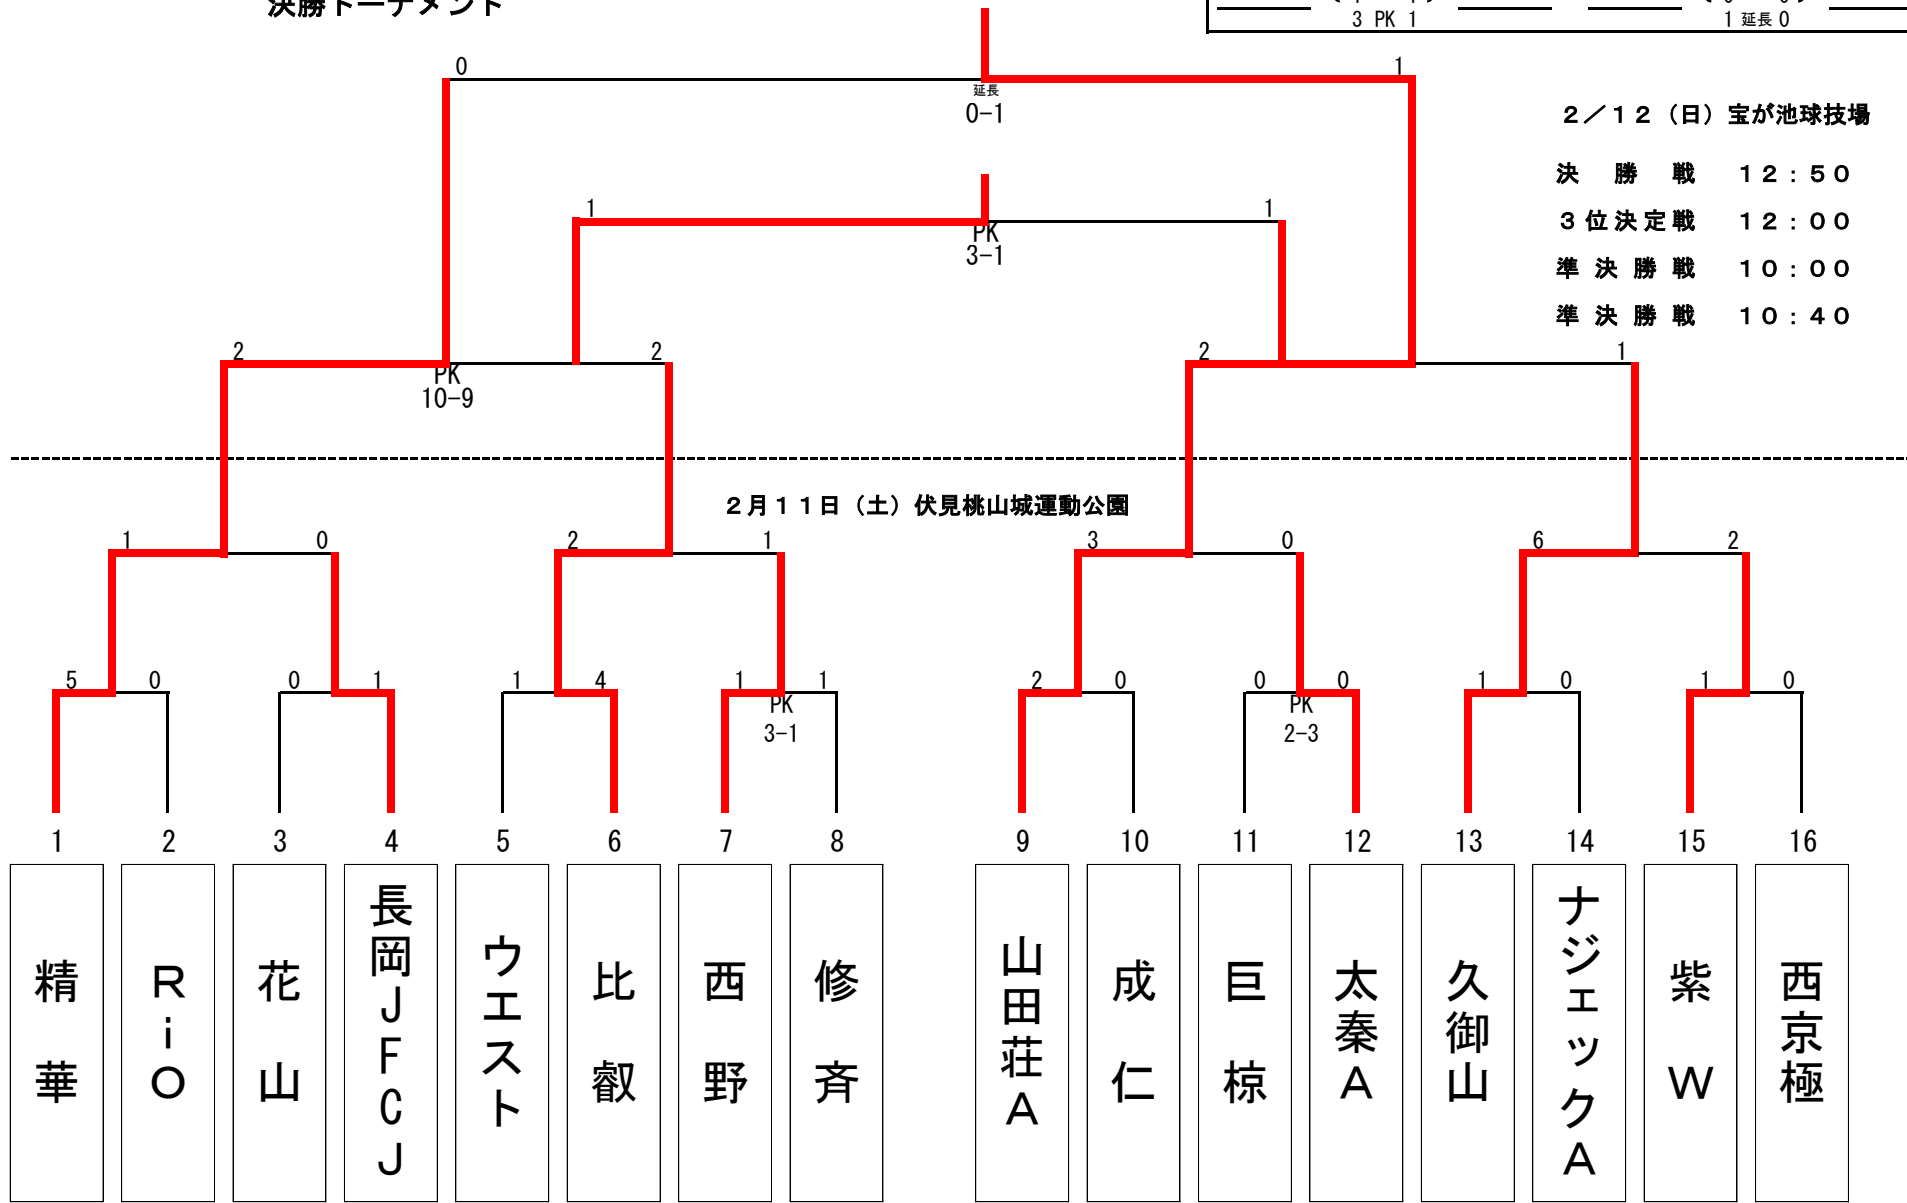 決勝トーナメント
3 PK 1
1 延長 0
0
1
延長
0-1
2/12(日)宝が池球技場
決勝戦 12:50
3位決定戦 12:00
準決勝戦 10:00
準決勝戦 10:40
1
1
PK
3-1
2
2
2
1
PK
10-9
2月11日(土)伏見桃山城運動公園
1
0
2
1
3
0
6
2
5
0
0
1
1
4
1
1
2
0
0
0
1
0
1
0
PK
3-1
PK
2-3
1
2
3
4
5
6
7
8
9
10
11
12
13
14
15
16
精華
RiO
花山
長岡JFCJ
ウエスト
比叡
西野
修斉
山田荘A
成仁
巨椋
太秦A
久御山
ナジェックA
紫W
西京極